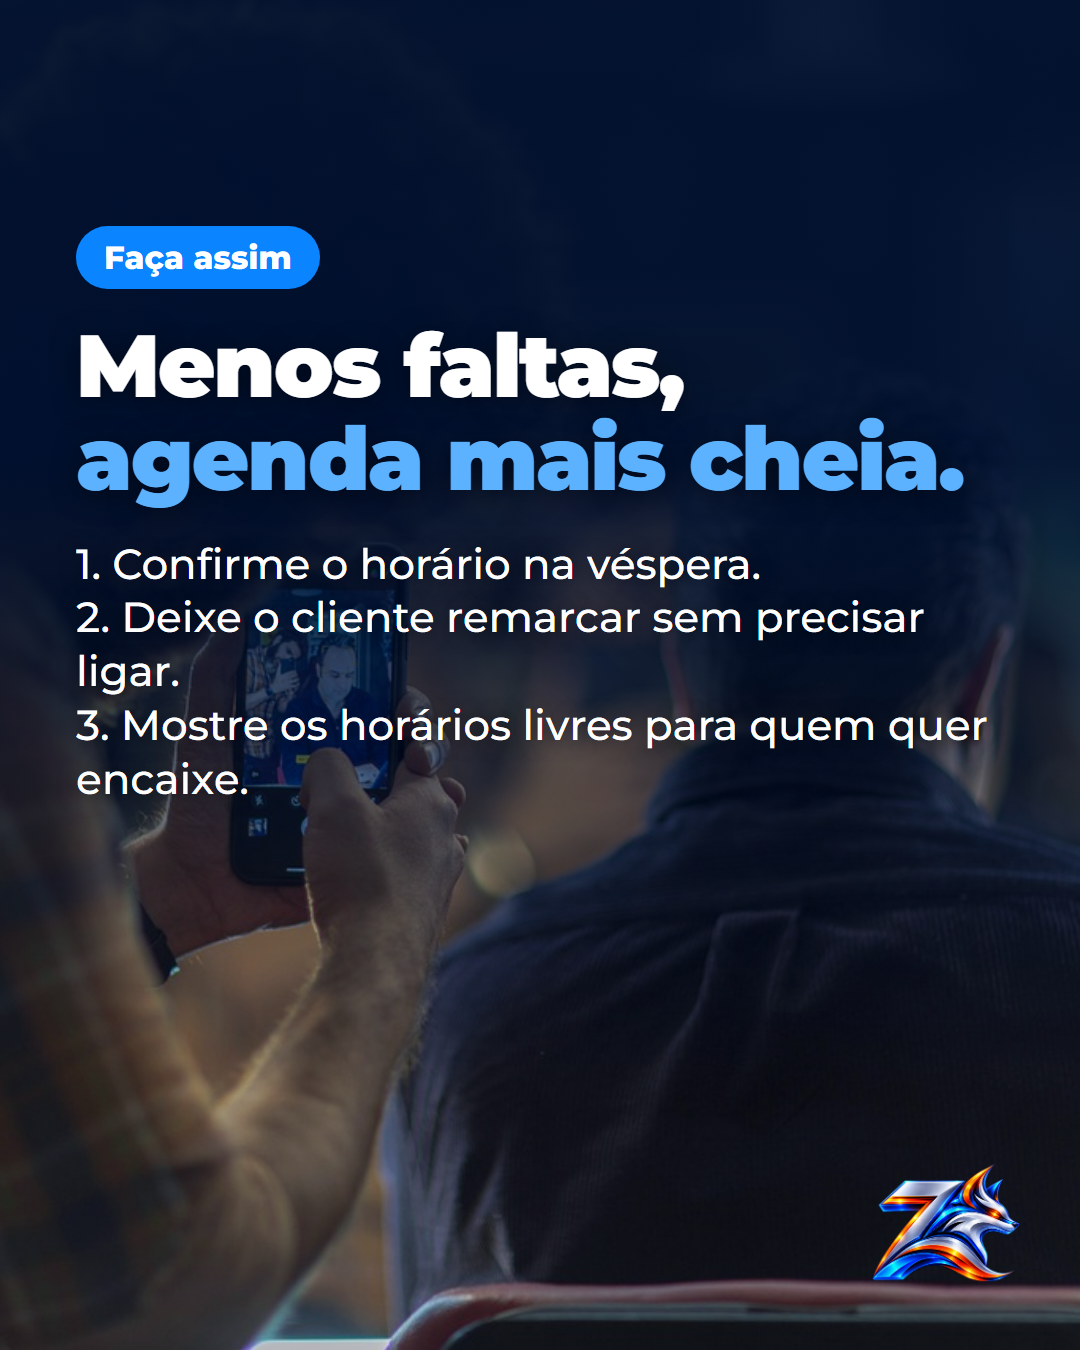 Faça assim
Menos faltas,
agenda mais cheia.
1. Confirme o horário na véspera.
2. Deixe o cliente remarcar sem precisar
ligar.
3. Mostre os horários livres para quem quer
encaixe.
7